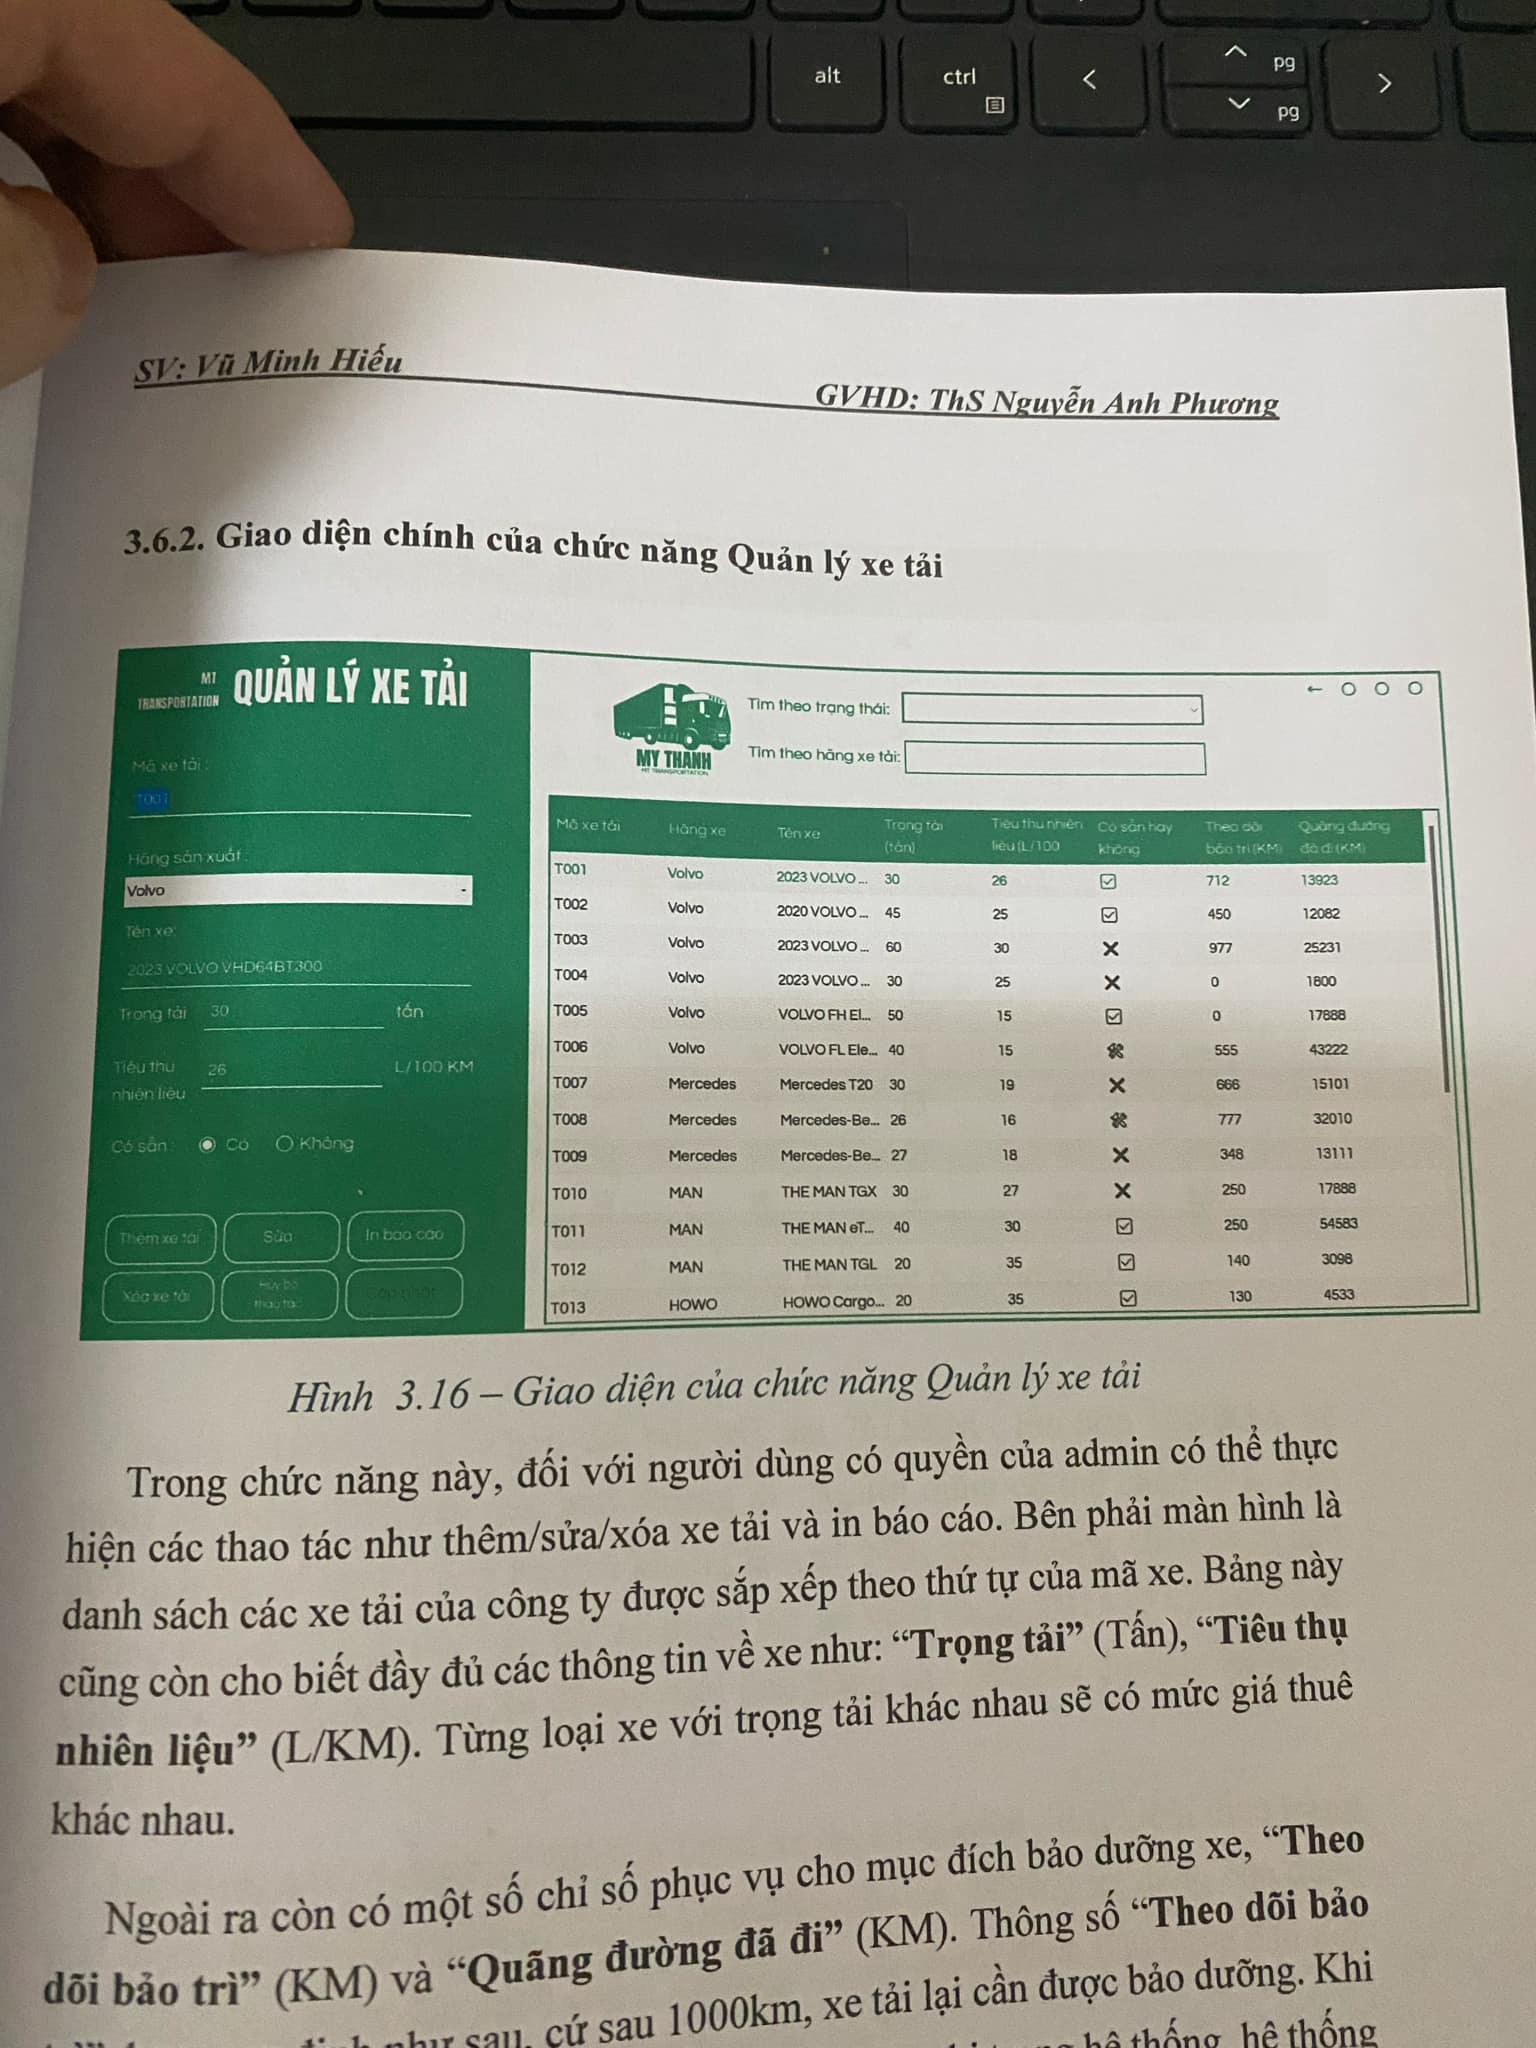 alt
ctrl
pg
pg
SV: Vũ Minh Hiếu
GVHD: ThS Nguyễn Anh Phương
3.6.2. Giao diện chính của chức năng Quản lý xe tải
MT
TRANSPORTATION
QUẢN LÝ XE TẢI
Mã xe tải :
T001
Hãng sản xuất :
Volvo
Tên xe:
2023 VOLVO VHD64BT300
Trọng tải 30 tấn
Tiêu thụ
nhiên liệu 26 L/100 KM
Có sẵn : Có Không
Thêm xe tải Sửa In báo cáo
Xóa xe tải Hủy bỏ
thao tác
MY THANH
MT TRANSPORTATION
Tìm theo trạng thái:
Tìm theo hãng xe tải:
Mã xe tải Hãng xe Tên xe Trọng tải (tấn) Tiêu thụ nhiên liệu (L/100 Có sẵn hay không Theo dõi bảo trì (KM) Quãng đường đã đi (KM)
T001 Volvo 2023 VOLVO ... 30 26 712 13923
T002 Volvo 2020 VOLVO ... 45 25 450 12082
T003 Volvo 2023 VOLVO ... 60 30 977 25231
T004 Volvo 2023 VOLVO ... 30 25 0 1800
T005 Volvo VOLVO FH El... 50 15 0 17888
T006 Volvo VOLVO FL Ele... 40 15 555 43222
T007 Mercedes Mercedes T20 30 19 666 15101
T008 Mercedes Mercedes-Be... 26 16 777 32010
T009 Mercedes Mercedes-Be... 27 18 348 13111
T010 MAN THE MAN TGX 30 27 250 17888
T011 MAN THE MAN eT... 40 30 250 54583
T012 MAN THE MAN TGL 20 35 140 3098
T013 HOWO HOWO Cargo... 20 35 130 4533
Hình 3.16 – Giao diện của chức năng Quản lý xe tải
Trong chức năng này, đối với người dùng có quyền của admin có thể thực
hiện các thao tác như thêm/sửa/xóa xe tải và in báo cáo. Bên phải màn hình là
danh sách các xe tải của công ty được sắp xếp theo thứ tự của mã xe. Bảng này
cũng còn cho biết đầy đủ các thông tin về xe như: “Trọng tải” (Tấn), “Tiêu thụ
nhiên liệu” (L/KM). Từng loại xe với trọng tải khác nhau sẽ có mức giá thuê
khác nhau.
Ngoài ra còn có một số chỉ số phục vụ cho mục đích bảo dưỡng xe, “Theo
dõi bảo trì” (KM) và “Quãng đường đã đi” (KM). Thông số “Theo dõi bảo
như sau, cứ sau 1000km, xe tải lại cần được bảo dưỡng. Khi
hệ thống, hệ thống